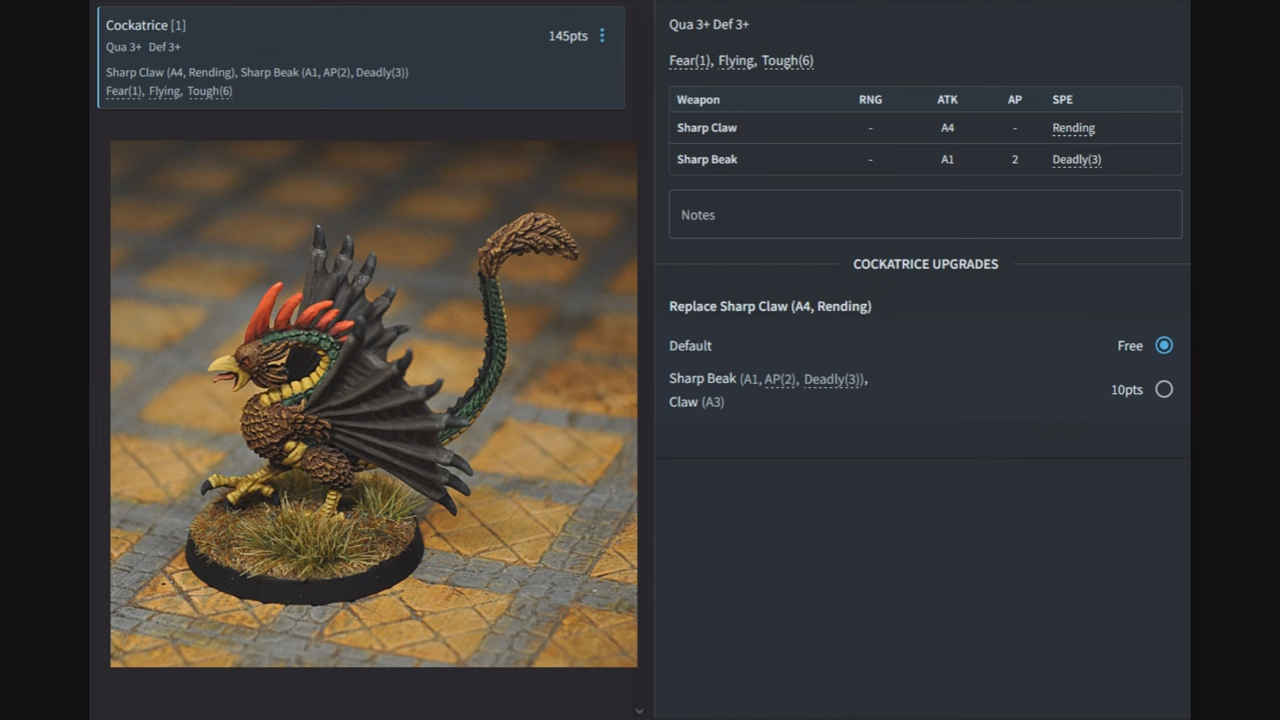 Cockatrice [1]
145pts
Qua 3+ Def 3+
Sharp Claw (A4, Rending), Sharp Beak (A1, AP(2), Deadly(3))
Fear(1), Flying, Tough(6)
Qua 3+ Def 3+
Fear(1), Flying, Tough(6)
Weapon RNG ATK AP SPE
Sharp Claw - A4 - Rending
Sharp Beak - A1 2 Deadly(3)
Notes
COCKATRICE UPGRADES
Replace Sharp Claw (A4, Rending)
Default Free
Sharp Beak (A1, AP(2), Deadly(3)),
Claw (A3)
10pts